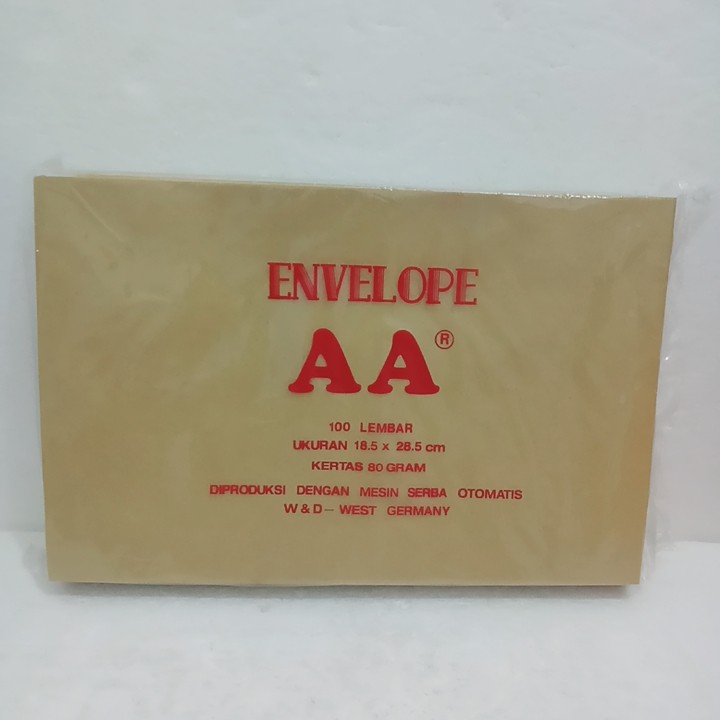 ENVELOPE
AA®
100 LEMBAR
UKURAN 18.5 x 28.5 cm
KERTAS 80 GRAM
DIPRODUKSI DENGAN MESIN SERBA OTOMATIS
W & D – WEST GERMANY